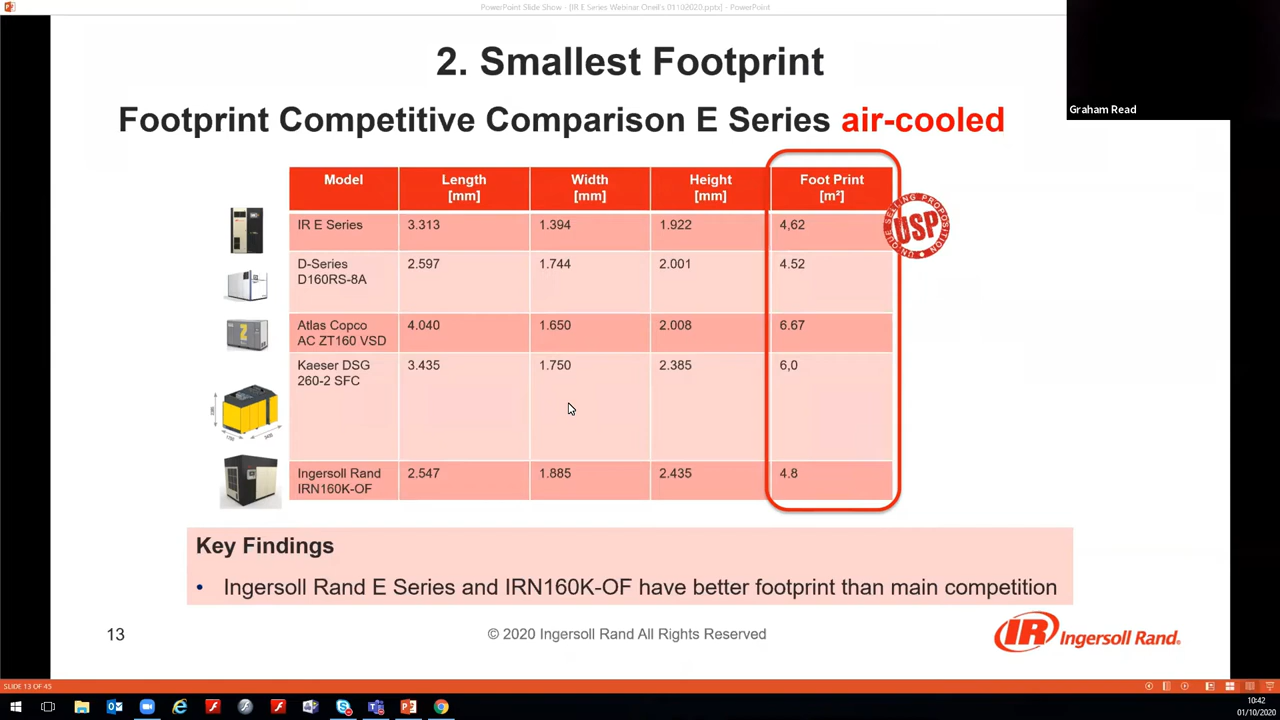 PowerPoint Slide Show - [IR E Series Webinar Oneil's 01102020.pptx] - PowerPoint
Graham Read
2. Smallest Footprint
Footprint Competitive Comparison E Series air-cooled
Model Length [mm] Width [mm] Height [mm] Foot Print [m²]
IR E Series 3.313 1.394 1.922 4,62
USP
D-Series D160RS-8A 2.597 1.744 2.001 4.52
Atlas Copco AC ZT160 VSD 4.040 1.650 2.008 6.67
Kaeser DSG 260-2 SFC 3.435 1.750 2.385 6,0
Ingersoll Rand IRN160K-OF 2.547 1.885 2.435 4.8
Key Findings
• Ingersoll Rand E Series and IRN160K-OF have better footprint than main competition
13
© 2020 Ingersoll Rand All Rights Reserved
IR Ingersoll Rand
SLIDE 13 OF 45
10:42
01/10/2020